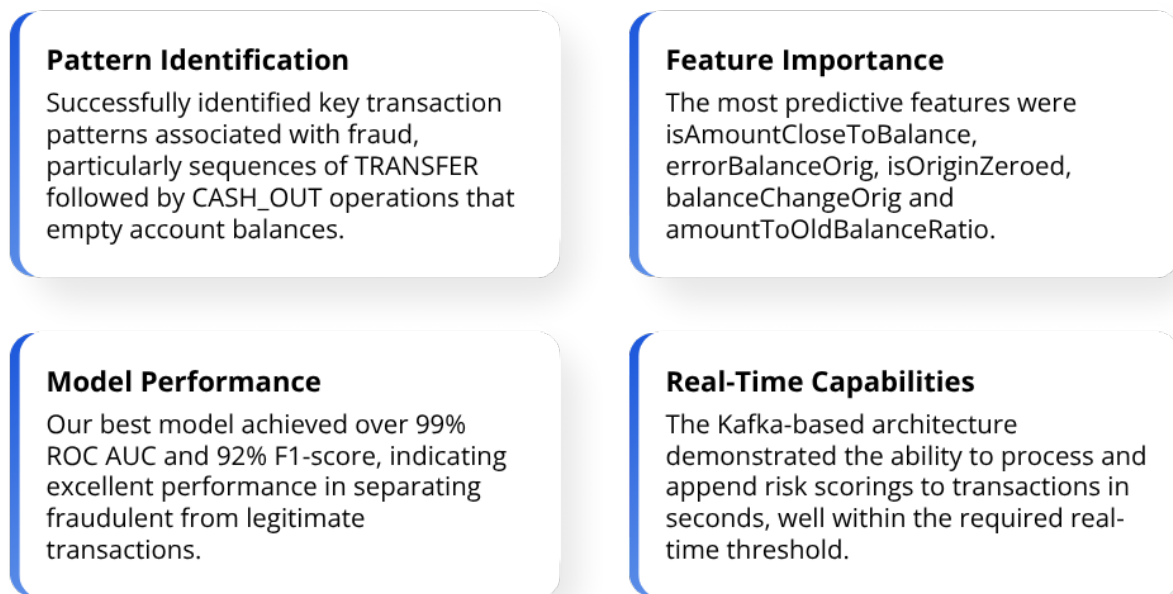 Pattern Identification
Successfully identified key transaction
patterns associated with fraud,
particularly sequences of TRANSFER
followed by CASH_OUT operations that
empty account balances.
Feature Importance
The most predictive features were
isAmountCloseToBalance,
errorBalanceOrig, isOriginZeroed,
balanceChangeOrig and
amountToOldBalanceRatio.
Model Performance
Our best model achieved over 99%
ROC AUC and 92% F1-score, indicating
excellent performance in separating
fraudulent from legitimate
transactions.
Real-Time Capabilities
The Kafka-based architecture
demonstrated the ability to process and
append risk scorings to transactions in
seconds, well within the required real-
time threshold.